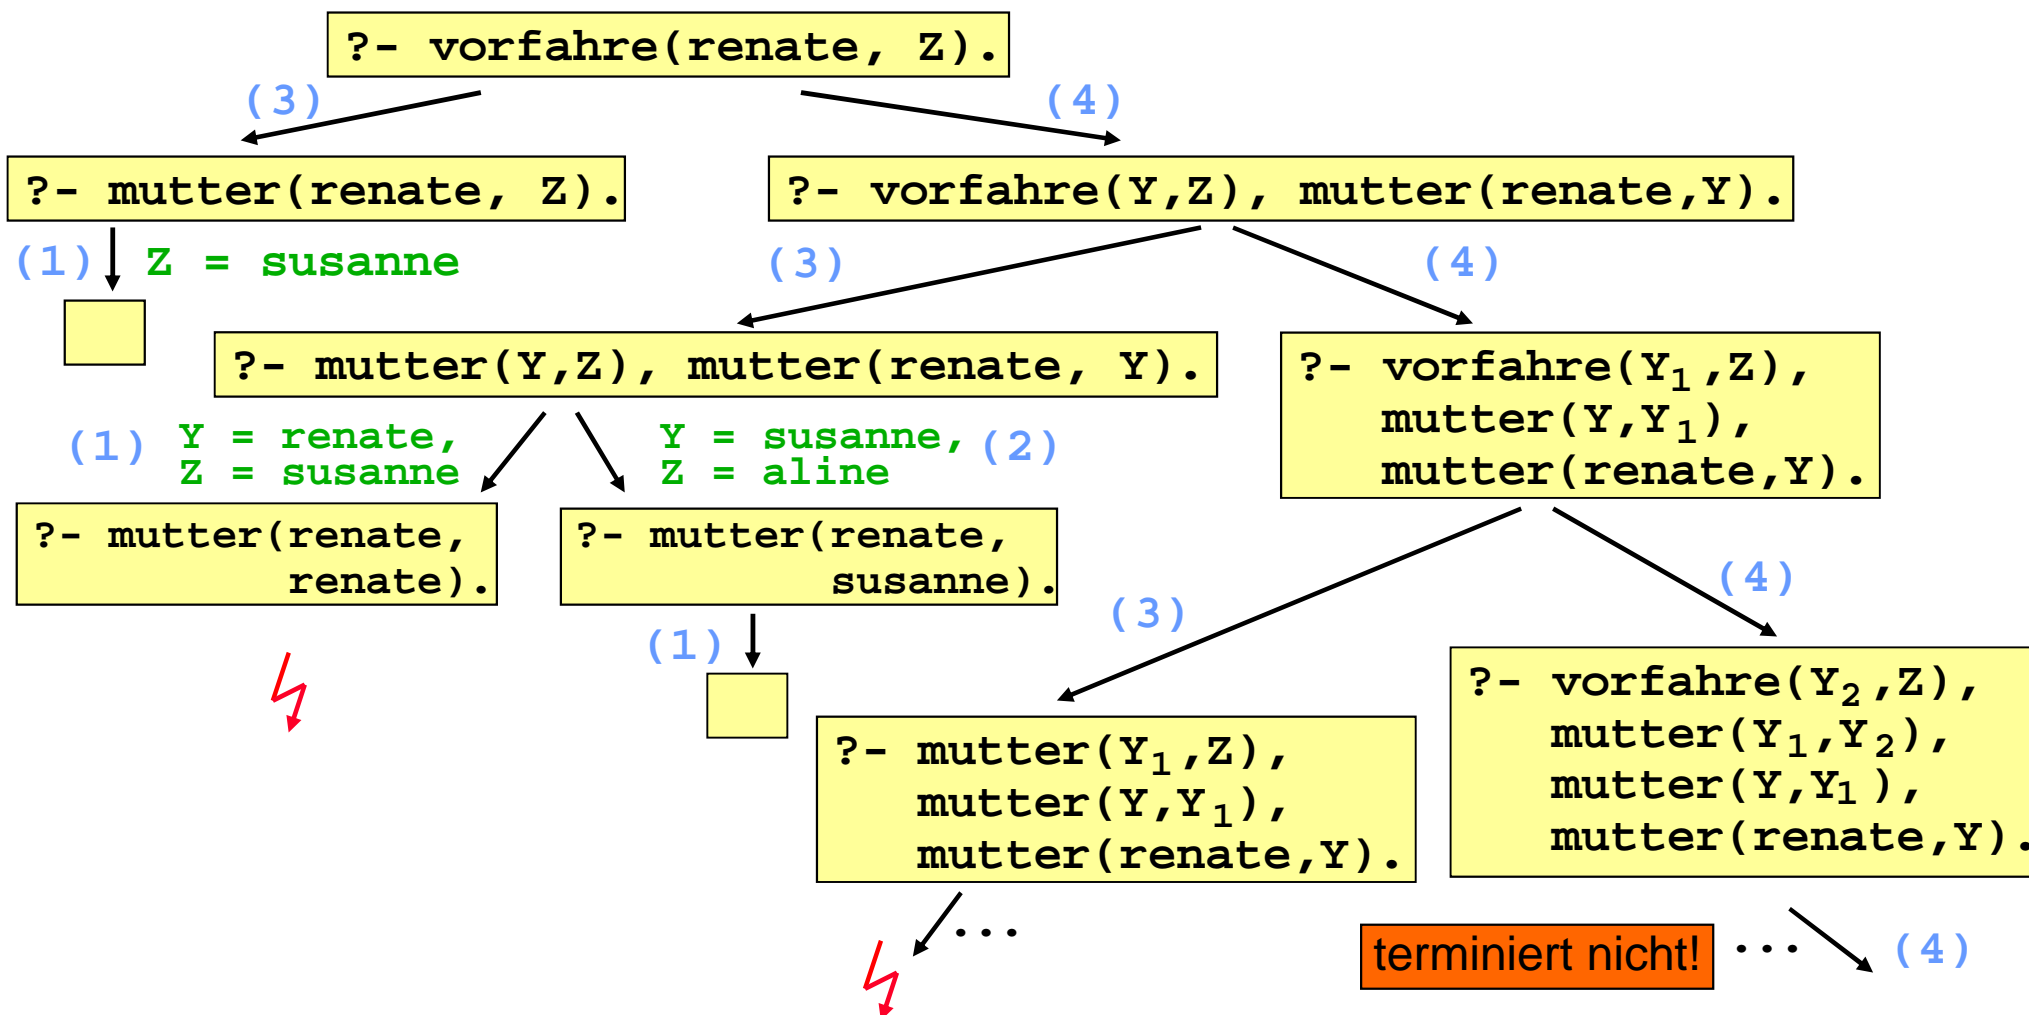 ?- vorfahre(renate, Z).
(3)
(4)
?- mutter(renate, Z).
?- vorfahre(Y,Z), mutter(renate,Y).
(1)
Z = susanne
(3)
(4)
?- mutter(Y,Z), mutter(renate, Y).
?- vorfahre(Y₁,Z),
mutter(Y,Y₁),
mutter(renate,Y).
(1)
Y = renate,
Z = susanne
Y = susanne,
Z = aline
(2)
?- mutter(renate,
renate).
?- mutter(renate,
susanne).
(1)
(3)
(4)
?- mutter(Y₁,Z),
mutter(Y,Y₁),
mutter(renate,Y).
?- vorfahre(Y₂,Z),
mutter(Y₁,Y₂),
mutter(Y,Y₁),
mutter(renate,Y).
...
terminiert nicht!
...
(4)